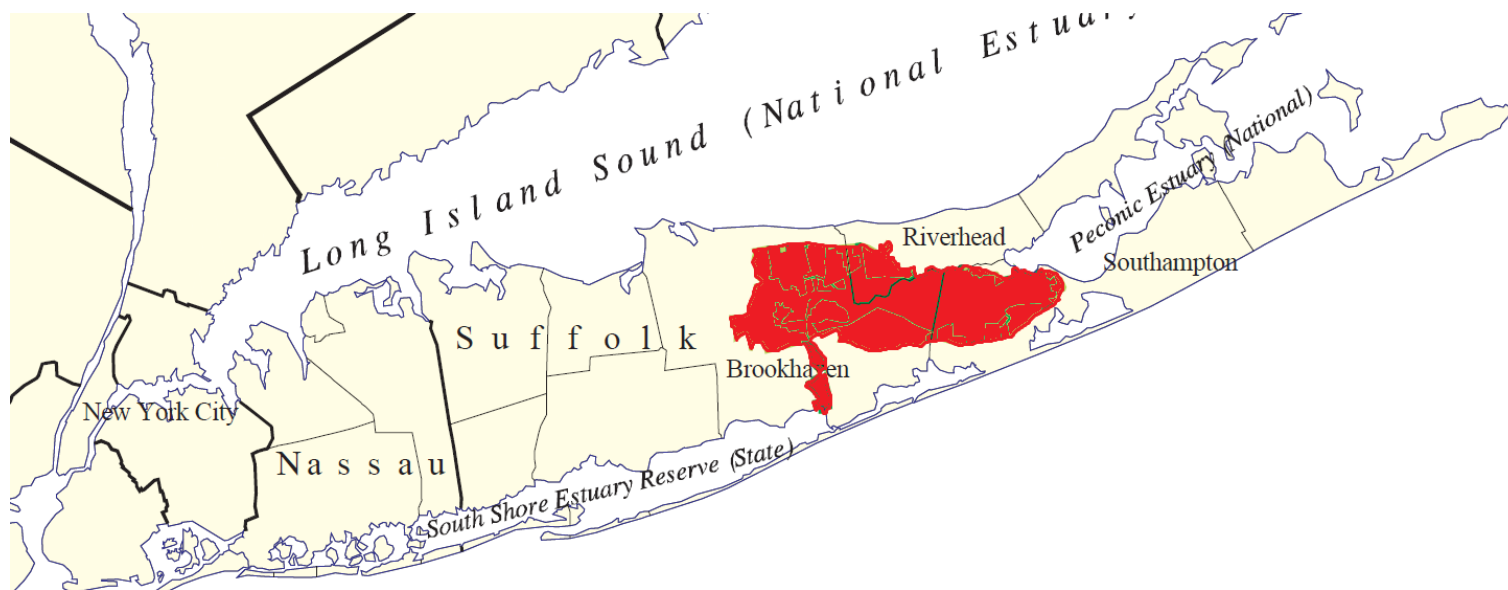 Long Island Sound (National Estuary
Peconic Estuary (National)
Riverhead
Southampton
Suffolk
Brookhaven
New York City
Nassau
South Shore Estuary Reserve (State)